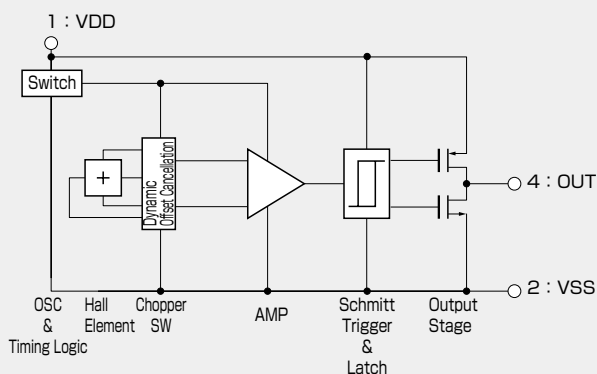 1 : VDD
Switch
+
Dynamic
Offset Cancellation
4 : OUT
2 : VSS
OSC
&
Timing Logic
Hall
Element
Chopper
SW
AMP
Schmitt
Trigger
&
Latch
Output
Stage